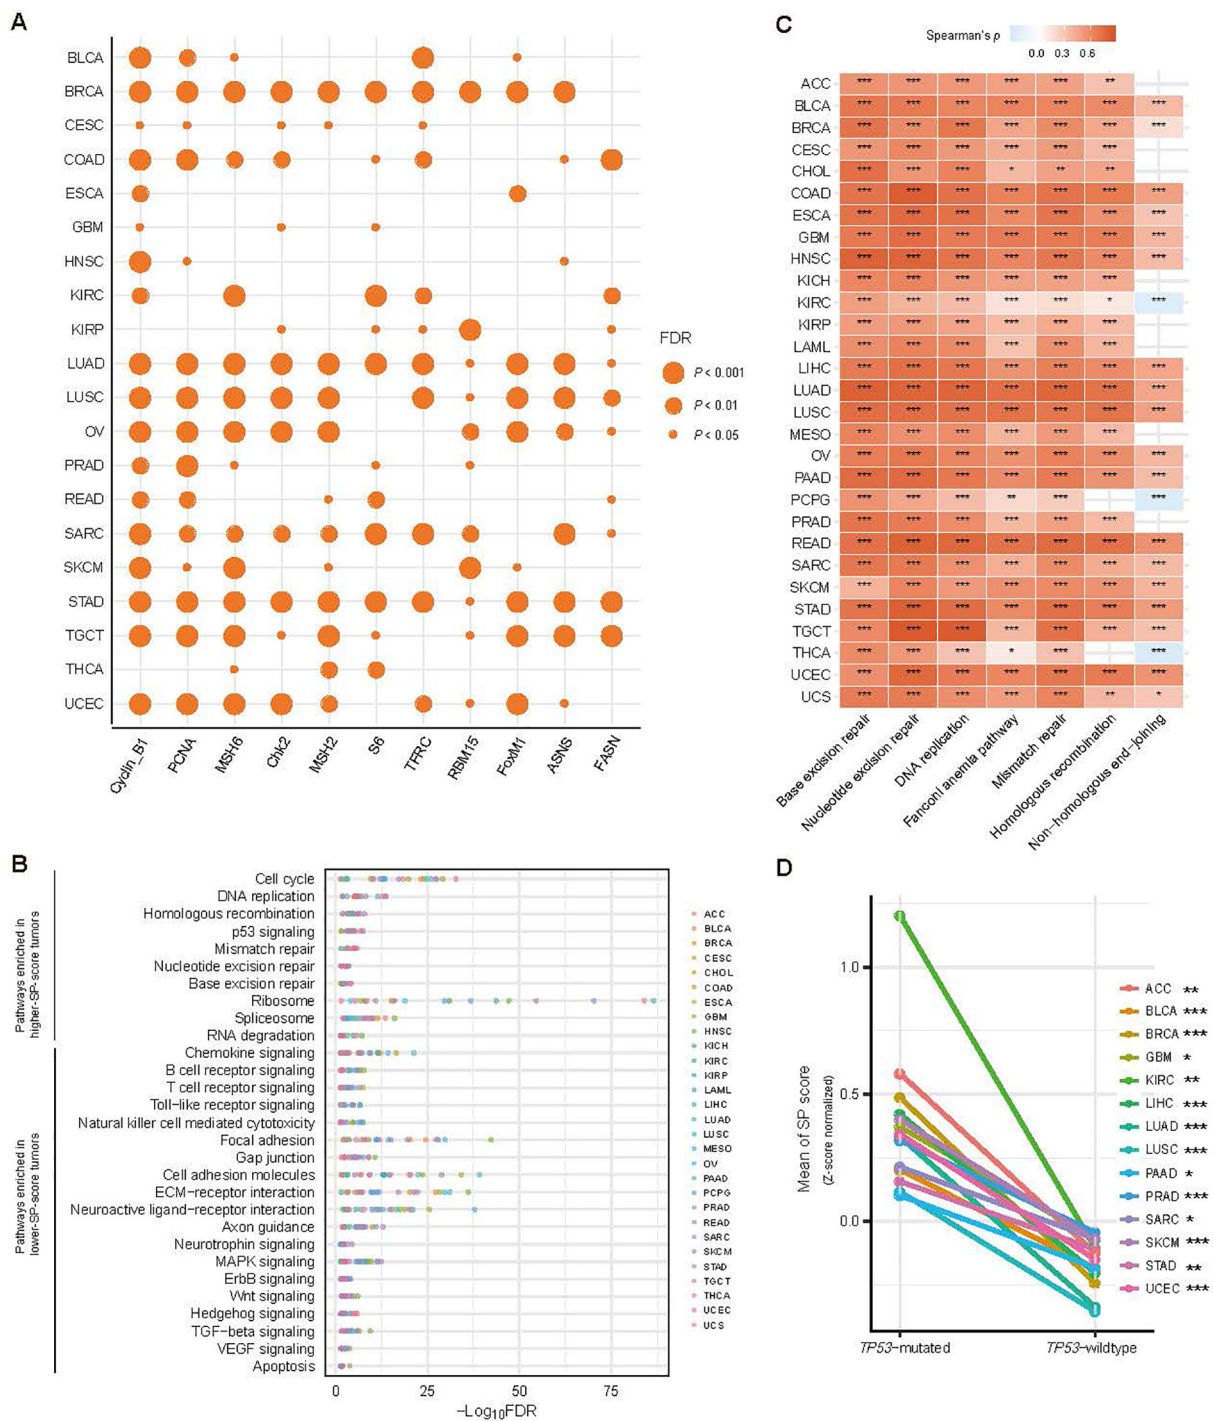 A
BLCA
BRCA
CESC
COAD
ESCA
GBM
HNSC
KIRC
KIRP
LUAD
LUSC
OV
PRAD
READ
SARC
SKCM
STAD
TGCT
THCA
UCEC
Cyclin_B1
PCNA
MSH6
Chk2
MSH2
S6
TFRC
RBM15
FoxM1
ASNS
FASN
FDR
P < 0.001
P < 0.01
P < 0.05
B
Pathways enriched in
higher-SP-score tumors
Pathways enriched in
lower-SP-score tumors
Cell cycle
DNA replication
Homologous recombination
p53 signaling
Mismatch repair
Nucleotide excision repair
Base excision repair
Ribosome
Spliceosome
RNA degradation
Chemokine signaling
B cell receptor signaling
T cell receptor signaling
Toll-like receptor signaling
Natural killer cell mediated cytotoxicity
Focal adhesion
Gap junction
Cell adhesion molecules
ECM-receptor interaction
Neuroactive ligand-receptor interaction
Axon guidance
Neurotrophin signaling
MAPK signaling
ErbB signaling
Wnt signaling
Hedgehog signaling
TGF-beta signaling
VEGF signaling
Apoptosis
0 25 50 75
-Log10FDR
ACC
BLCA
BRCA
CESC
CHOL
COAD
ESCA
GBM
HNSC
KICH
KIRC
KIRP
LAML
LIHC
LUAD
LUSC
MESO
OV
PAAD
PCPG
PRAD
READ
SARC
SKCM
STAD
TGCT
THCA
UCEC
UCS
C
Spearman's ρ
0.0 0.3 0.6
ACC *** *** *** *** *** **
BLCA *** *** *** *** *** *** ***
BRCA *** *** *** *** *** *** ***
CESC *** *** *** *** *** ***
CHOL *** *** *** * ** **
COAD *** *** *** *** *** *** ***
ESCA *** *** *** *** *** *** ***
GBM *** *** *** *** *** *** ***
HNSC *** *** *** *** *** *** ***
KICH *** *** *** *** *** ***
KIRC *** *** *** *** *** * ***
KIRP *** *** *** *** *** ***
LAML *** *** *** *** *** ***
LIHC *** *** *** *** *** *** ***
LUAD *** *** *** *** *** *** ***
LUSC *** *** *** *** *** *** ***
MESO *** *** *** *** *** ***
OV *** *** *** *** *** *** ***
PAAD *** *** *** *** *** *** ***
PCPG *** *** *** ** *** ***
PRAD *** *** *** *** *** ***
READ *** *** *** *** *** *** ***
SARC *** *** *** *** *** *** ***
SKCM *** *** *** *** *** *** ***
STAD *** *** *** *** *** *** ***
TGCT *** *** *** *** *** *** ***
THCA *** *** *** * *** ***
UCEC *** *** *** *** *** *** ***
UCS *** *** *** *** *** ** *
Base excision repair
Nucleotide excision repair
DNA replication
Fanconi anemia pathway
Mismatch repair
Homologous recombination
Non-homologous end-joining
D
Mean of SP score
(Z-score normalized)
1.0
0.5
0.0
TP53-mutated
TP53-wildtype
ACC **
BLCA ***
BRCA ***
GBM *
KIRC **
LIHC ***
LUAD ***
LUSC ***
PAAD *
PRAD ***
SARC *
SKCM ***
STAD **
UCEC ***